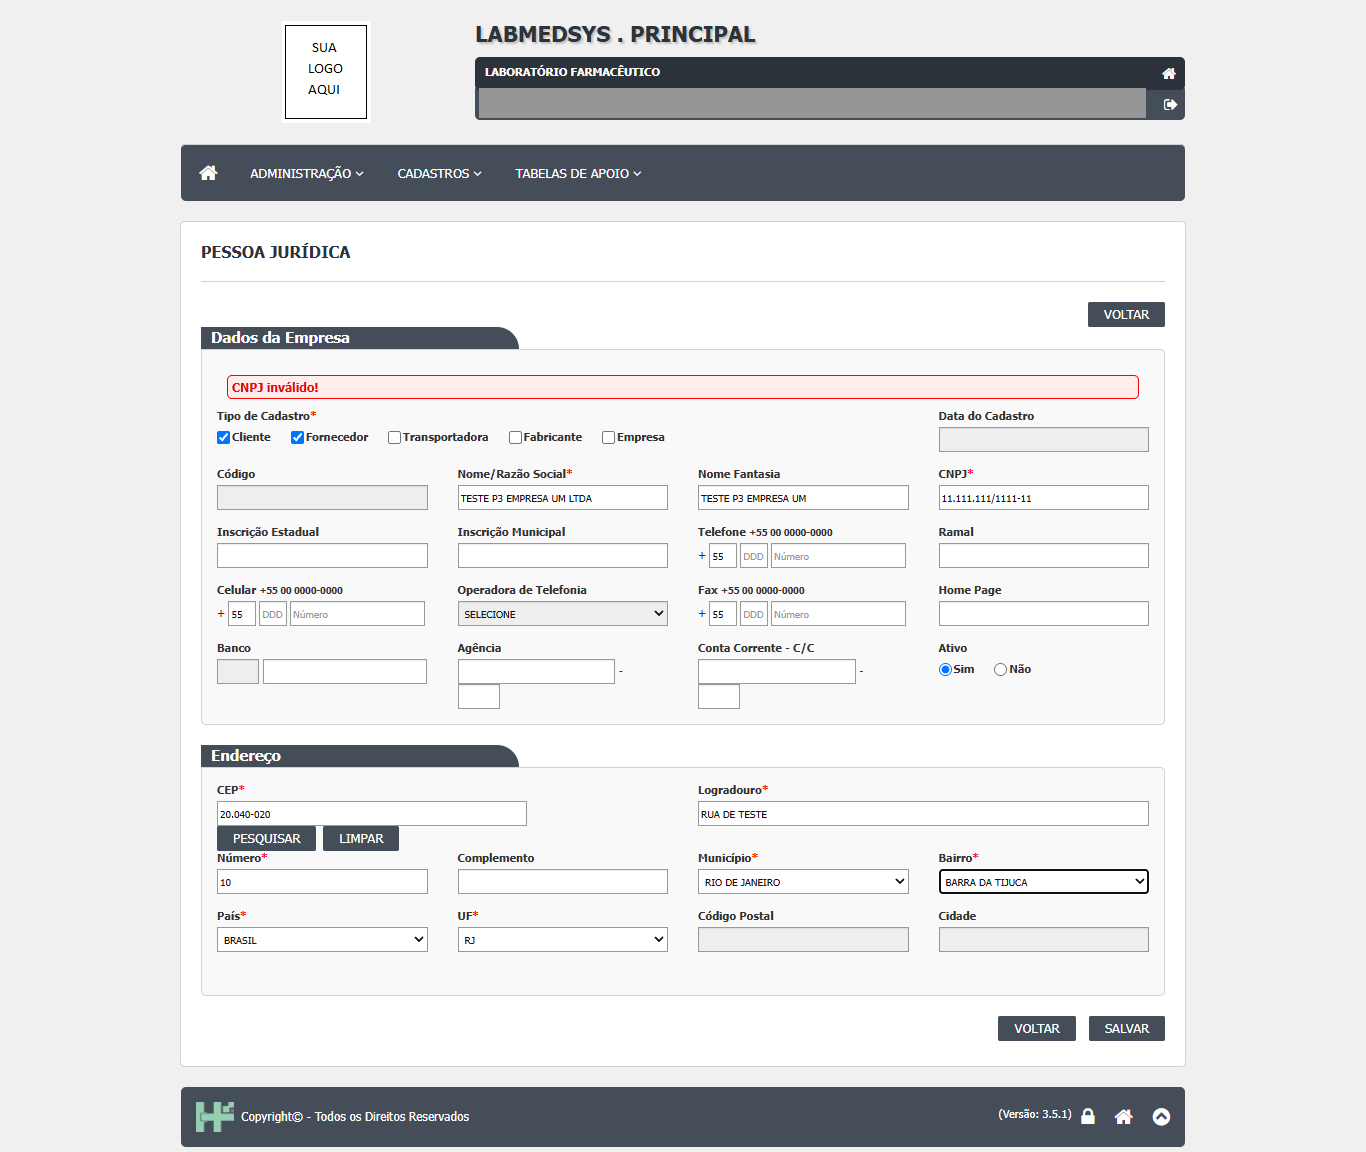 SUA
LOGO
AQUI
LABMEDSYS . PRINCIPAL
LABORATÓRIO FARMACÊUTICO
ADMINISTRAÇÃO CADASTROS TABELAS DE APOIO
PESSOA JURÍDICA
VOLTAR
Dados da Empresa
CNPJ inválido!
Tipo de Cadastro* Data do Cadastro
Cliente Fornecedor Transportadora Fabricante Empresa
Código Nome/Razão Social* Nome Fantasia CNPJ*
TESTE P3 EMPRESA UM LTDA TESTE P3 EMPRESA UM 11.111.111/1111-11
Inscrição Estadual Inscrição Municipal Telefone +55 00 0000-0000 Ramal
+ 55 DDD Número
Celular +55 00 0000-0000 Operadora de Telefonia Fax +55 00 0000-0000 Home Page
+ 55 DDD Número SELECIONE + 55 DDD Número
Banco Agência Conta Corrente - C/C Ativo
- - Sim Não
Endereço
CEP* Logradouro*
20.040-020 RUA DE TESTE
PESQUISAR LIMPAR
Número* Complemento Município* Bairro*
10 RIO DE JANEIRO BARRA DA TIJUCA
País* UF* Código Postal Cidade
BRASIL RJ
VOLTAR SALVAR
Copyright© - Todos os Direitos Reservados (Versão: 3.5.1)